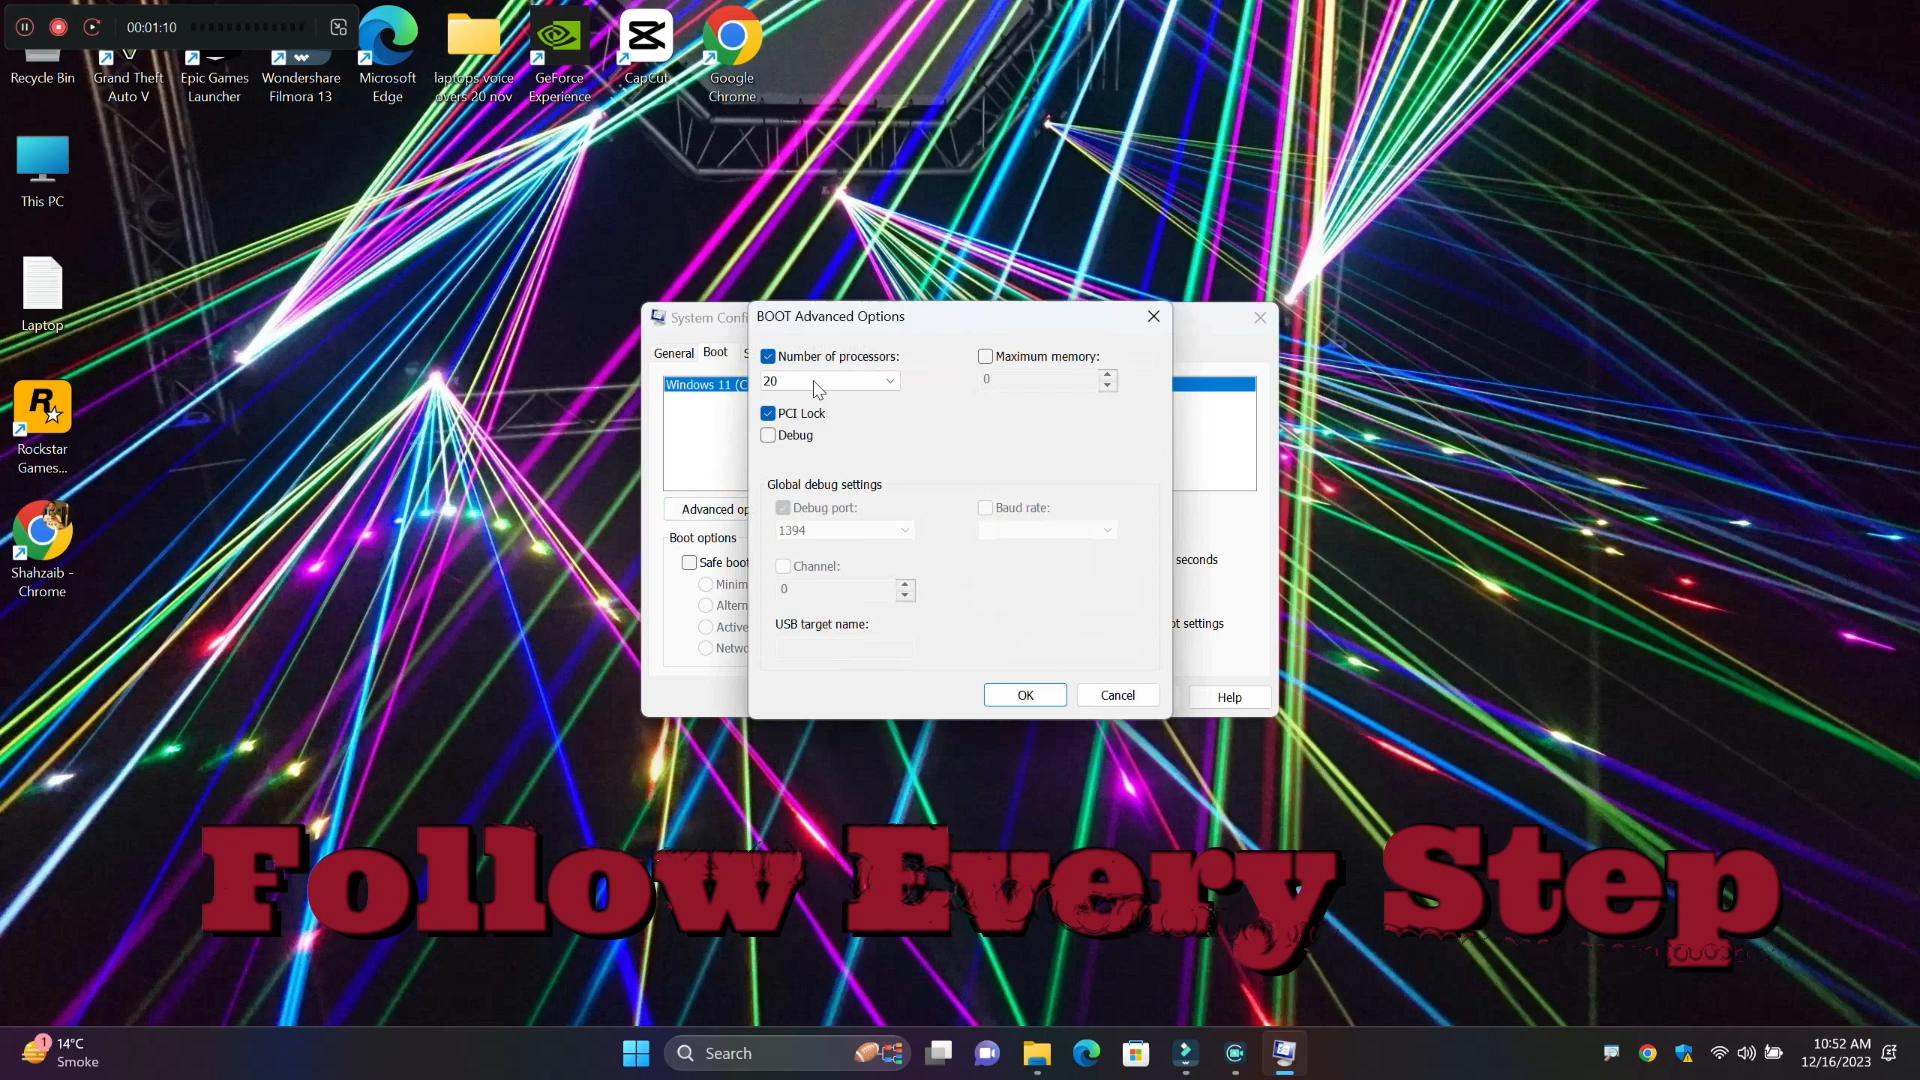 00:01:10
Recycle Bin
Grand Theft
Auto V
Epic Games
Launcher
Wondershare
Filmora 13
Microsoft
Edge
laptops voice
overs 20 nov
GeForce
Experience
CapCut
Google
Chrome
This PC
Laptop
Rockstar
Games...
Shahzaib -
Chrome
System Confi
General
Boot
S
Windows 11 (C
Advanced op
Boot options
Safe boot
Minim
Altern
Active
Netwo
seconds
ot settings
Help
BOOT Advanced Options
Number of processors:
20
Maximum memory:
0
PCI Lock
Debug
Global debug settings
Debug port:
1394
Baud rate:
Channel:
0
USB target name:
OK
Cancel
Follow Every Step
1
14°C
Smoke
Search
10:52 AM
12/16/2023